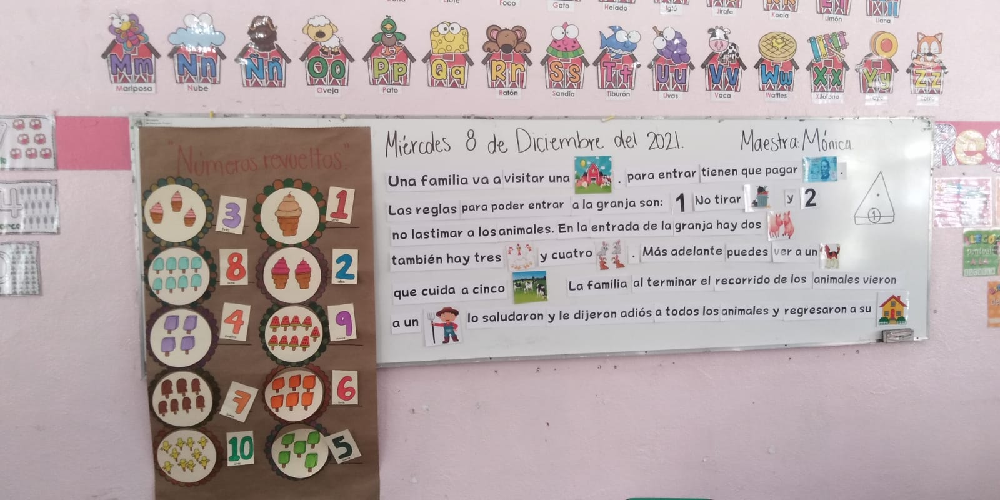 Foco Gato Helado Iglú Jirafa Koala Limón Llana
Mm Nn Ññ Oo Pp Qq Rr Ss Tt Uu Vv Ww Xx Yy Zz
Mariposa Nube Oveja Pato Ratón Sandía Tiburón Uvas Vaca Waffles Xilófono
"Números revueltos."
3 tres 1 uno
8 ocho 2 dos
4 cuatro 9 nueve
7 siete 6 seis
10 diez 5 cinco
Miércoles 8 de Diciembre del 2021. Maestra: Mónica
Una familia va a visitar una . para entrar tienen que pagar .
Las reglas para poder entrar a la granja son: 1 No tirar y 2
no lastimar a los animales. En la entrada de la granja hay dos
también hay tres y cuatro . Más adelante puedes ver a un
que cuida a cinco La familia al terminar el recorrido de los animales vieron
a un lo saludaron y le dijeron adiós a todos los animales y regresaron a su
1